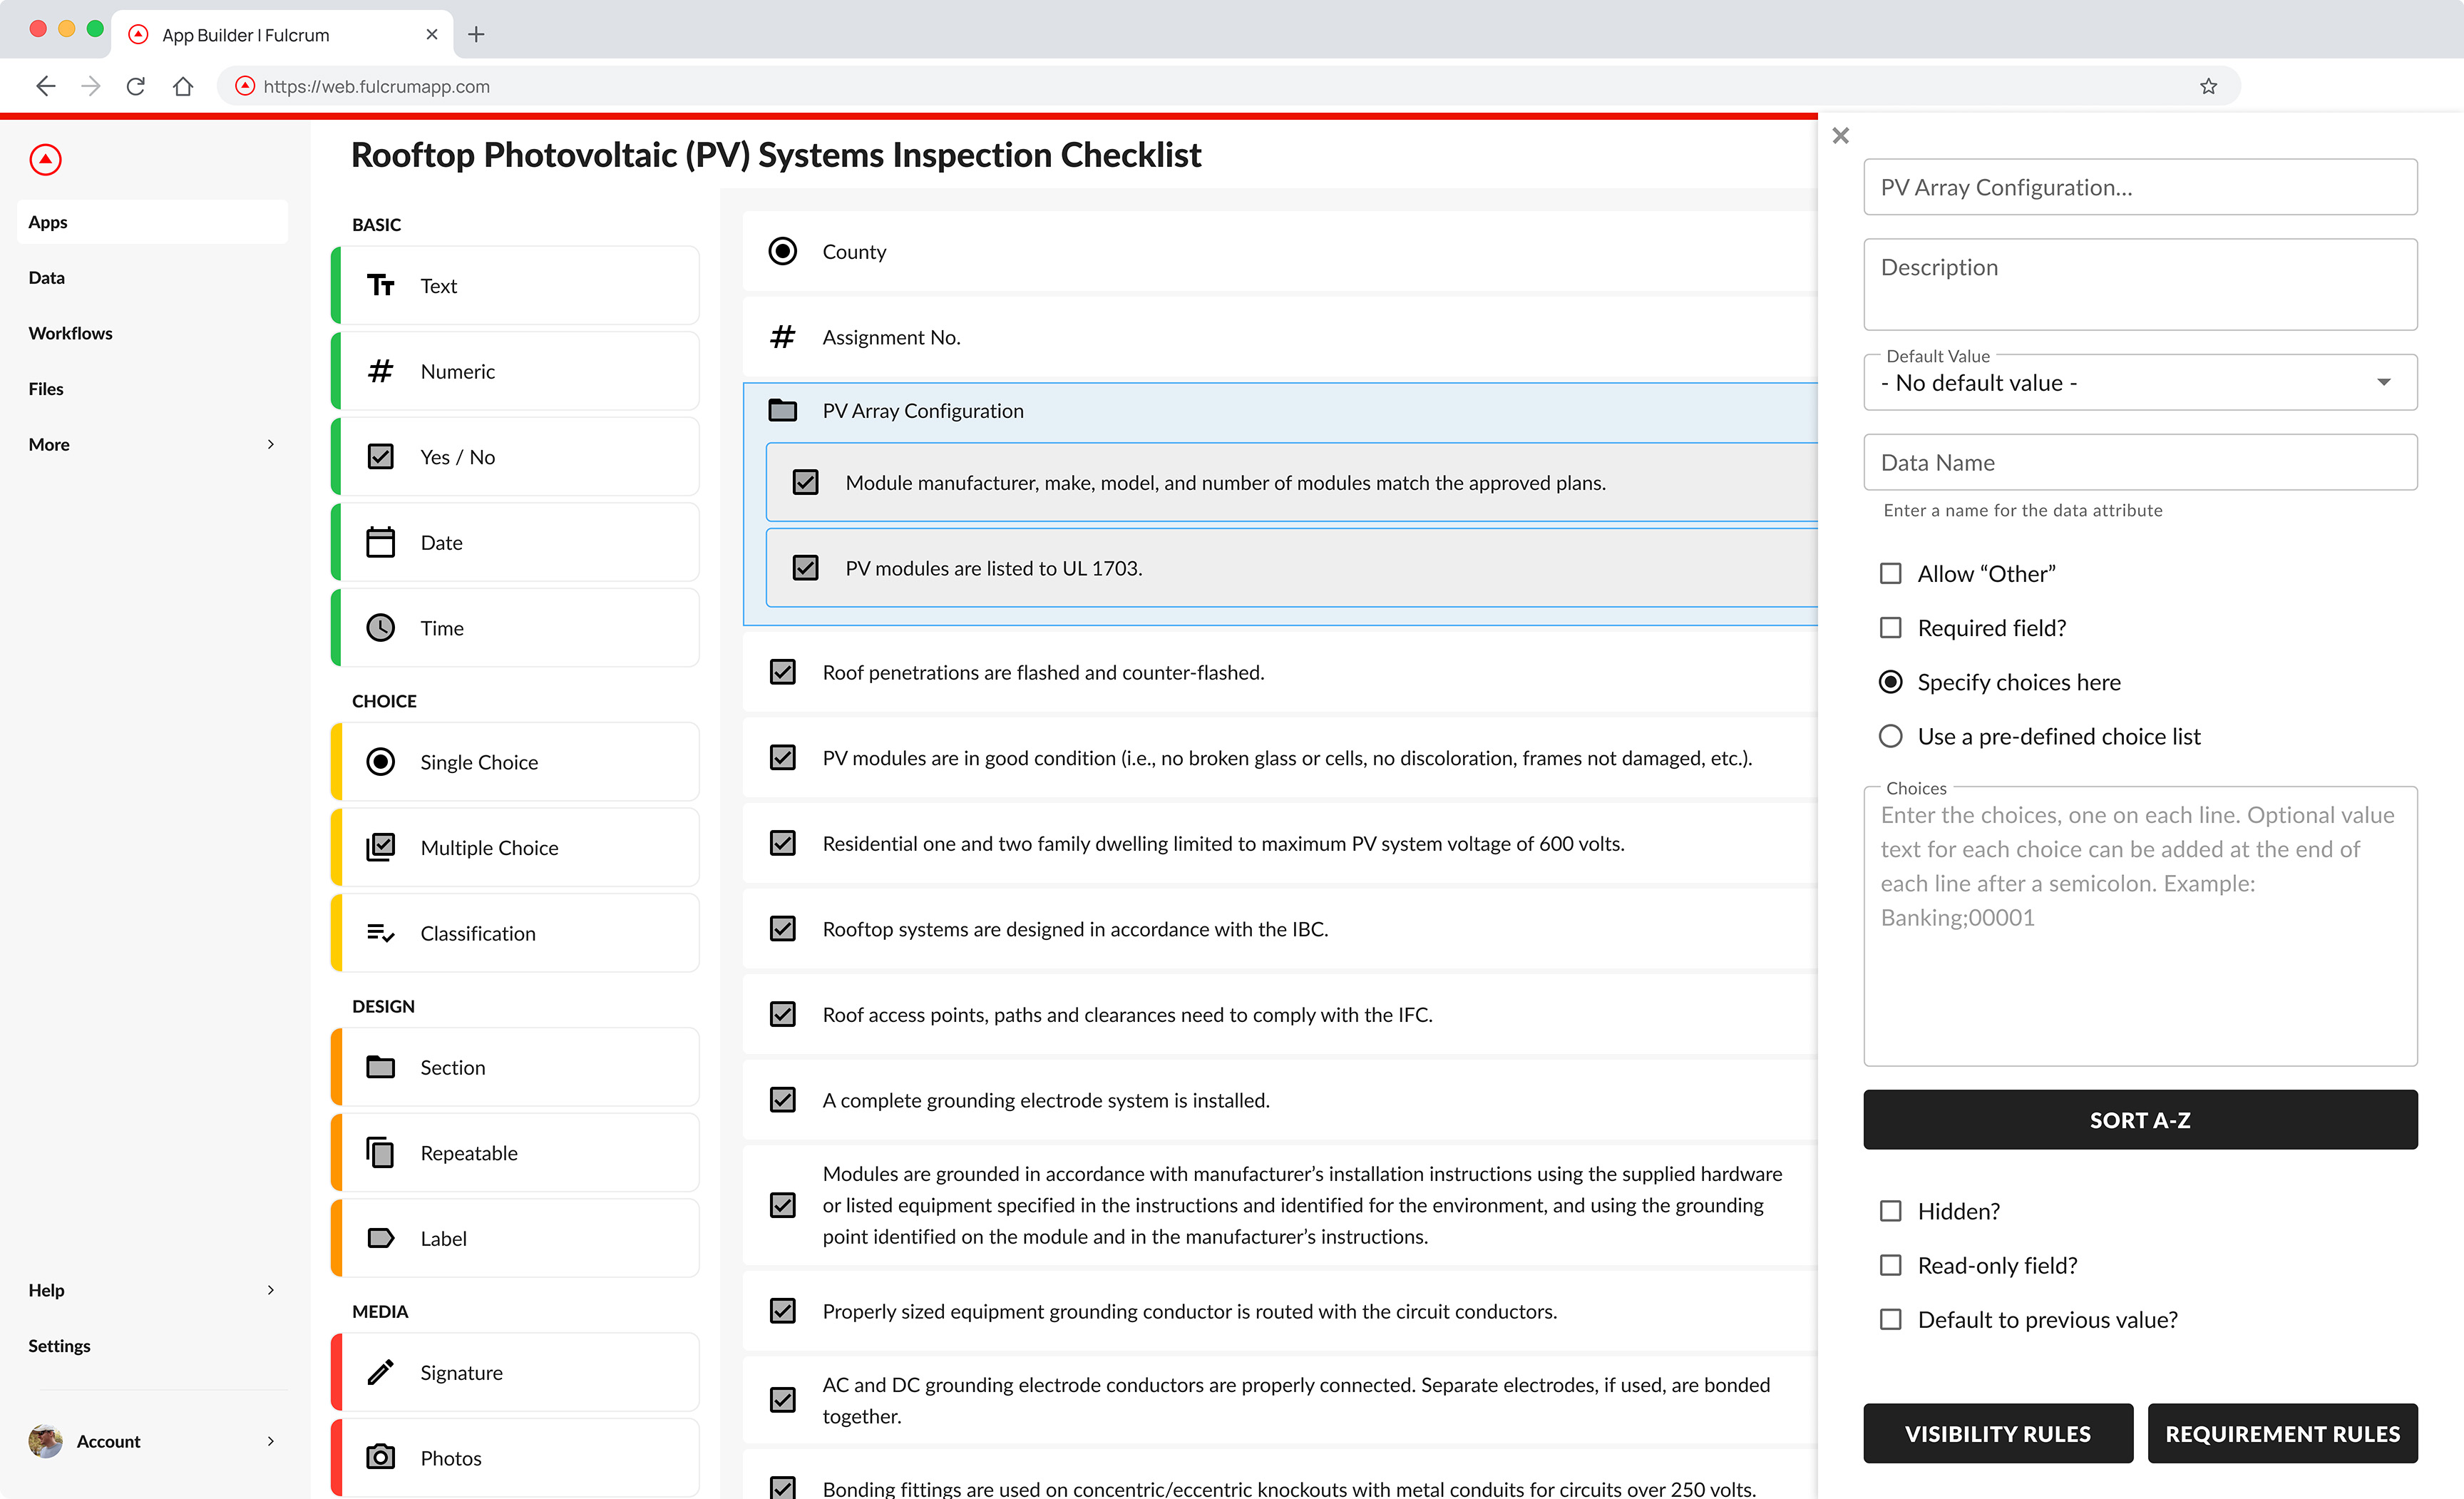 App Builder | Fulcrum
https://web.fulcrumapp.com
Rooftop Photovoltaic (PV) Systems Inspection Checklist
Apps
Data
Workflows
Files
More
Help
Settings
Account
BASIC
Text
Numeric
Yes / No
Date
Time
CHOICE
Single Choice
Multiple Choice
Classification
DESIGN
Section
Repeatable
Label
MEDIA
Signature
Photos
County
Assignment No.
PV Array Configuration
Module manufacturer, make, model, and number of modules match the approved plans.
PV modules are listed to UL 1703.
Roof penetrations are flashed and counter-flashed.
PV modules are in good condition (i.e., no broken glass or cells, no discoloration, frames not damaged, etc.).
Residential one and two family dwelling limited to maximum PV system voltage of 600 volts.
Rooftop systems are designed in accordance with the IBC.
Roof access points, paths and clearances need to comply with the IFC.
A complete grounding electrode system is installed.
Modules are grounded in accordance with manufacturer’s installation instructions using the supplied hardware
or listed equipment specified in the instructions and identified for the environment, and using the grounding
point identified on the module and in the manufacturer’s instructions.
Properly sized equipment grounding conductor is routed with the circuit conductors.
AC and DC grounding electrode conductors are properly connected. Separate electrodes, if used, are bonded
together.
Bonding fittings are used on concentric/eccentric knockouts with metal conduits for circuits over 250 volts.
PV Array Configuration...
Description
Default Value
- No default value -
Data Name
Enter a name for the data attribute
Allow “Other”
Required field?
Specify choices here
Use a pre-defined choice list
Choices
Enter the choices, one on each line. Optional value
text for each choice can be added at the end of
each line after a semicolon. Example:
Banking;00001
SORT A-Z
Hidden?
Read-only field?
Default to previous value?
VISIBILITY RULES
REQUIREMENT RULES